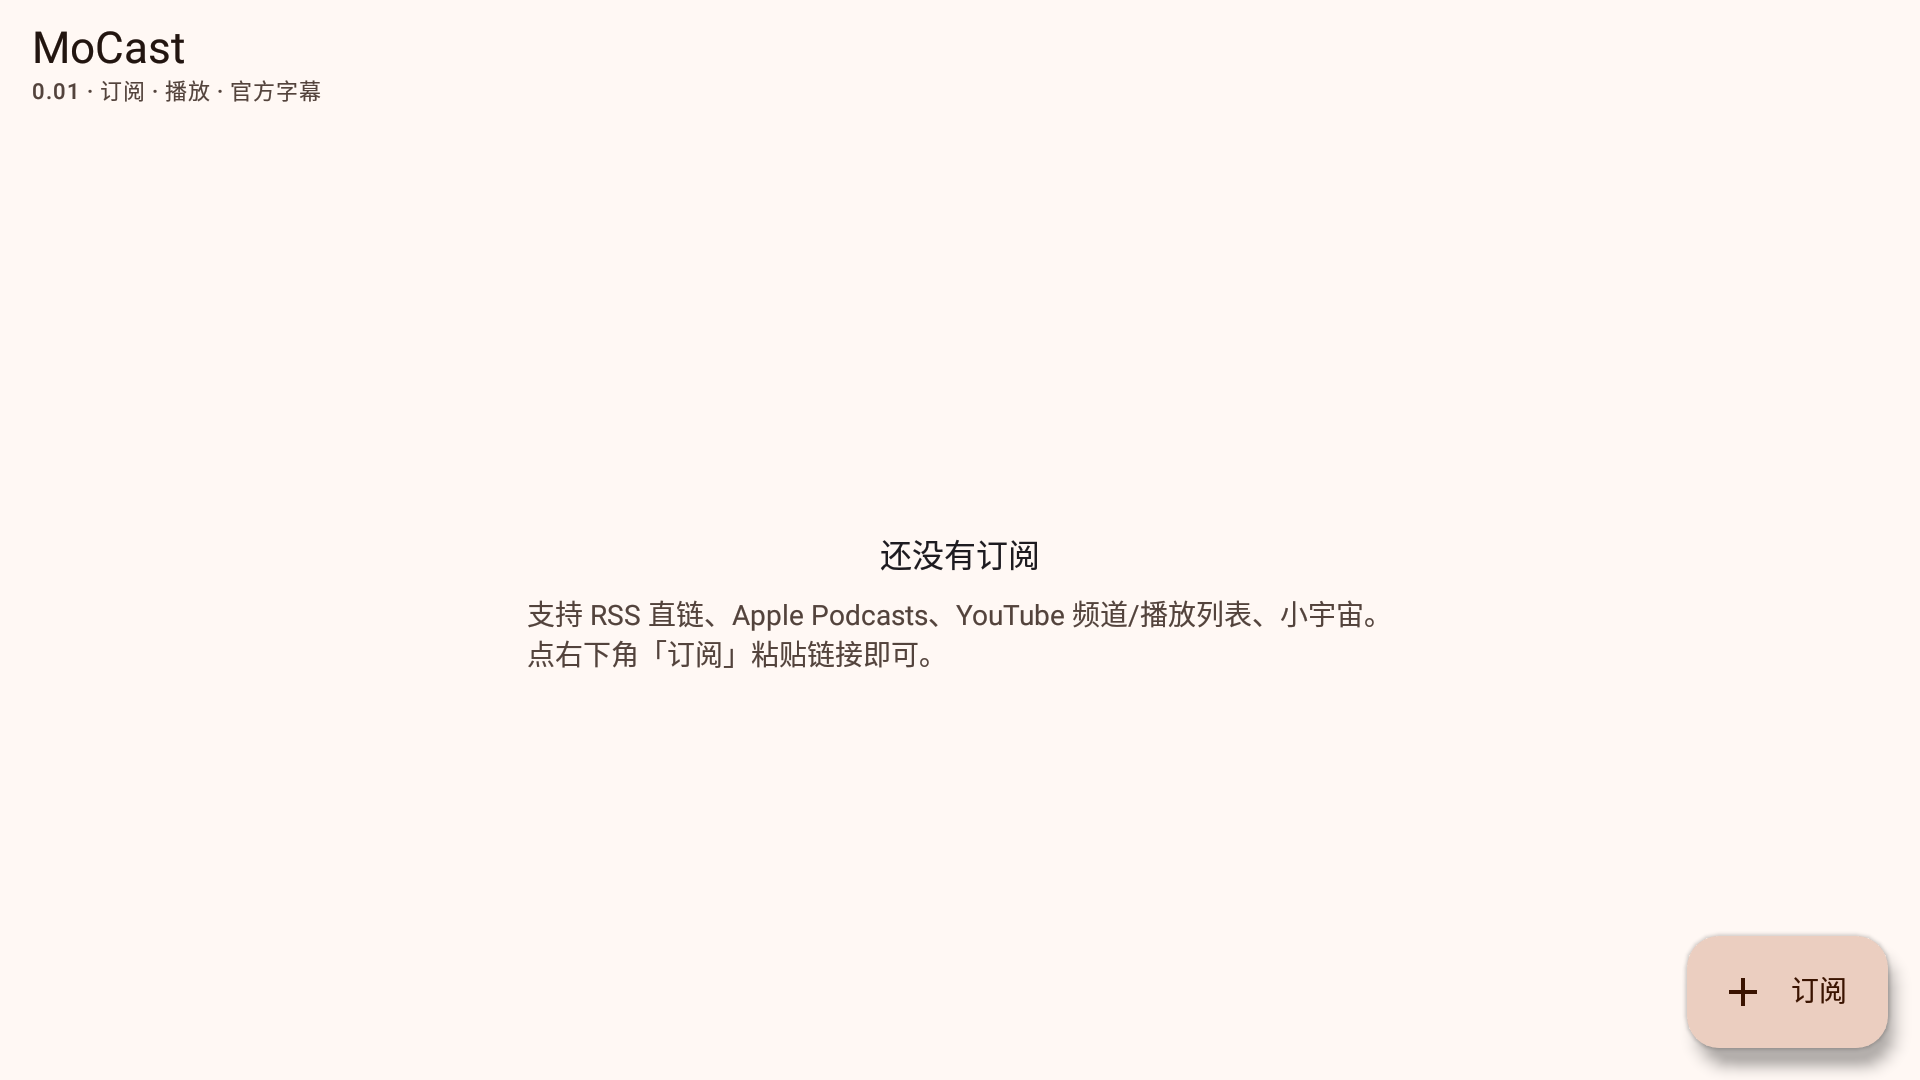 MoCast
0.01 · 订阅 · 播放 · 官方字幕
还没有订阅
支持 RSS 直链、Apple Podcasts、YouTube 频道/播放列表、小宇宙。
点右下角「订阅」粘贴链接即可。
订阅